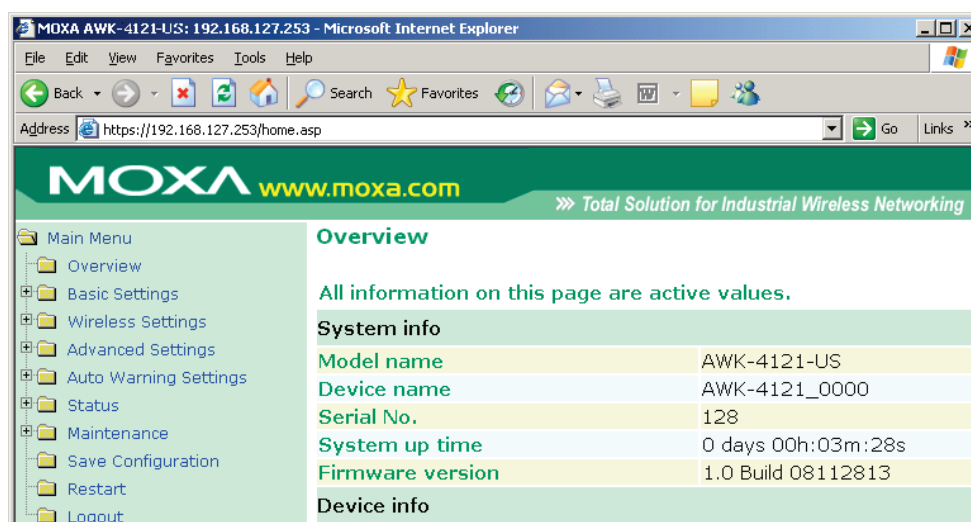 MOXA AWK-4121-US: 192.168.127.253 - Microsoft Internet Explorer
File Edit View Favorites Tools Help
Back Search Favorites
Address https://192.168.127.253/home.asp Go Links »
MOXA www.moxa.com
Total Solution for Industrial Wireless Networking
Main Menu
Overview
Basic Settings
Wireless Settings
Advanced Settings
Auto Warning Settings
Status
Maintenance
Save Configuration
Restart
Logout
Overview
All information on this page are active values.
System info
Model name AWK-4121-US
Device name AWK-4121_0000
Serial No. 128
System up time 0 days 00h:03m:28s
Firmware version 1.0 Build 08112813
Device info